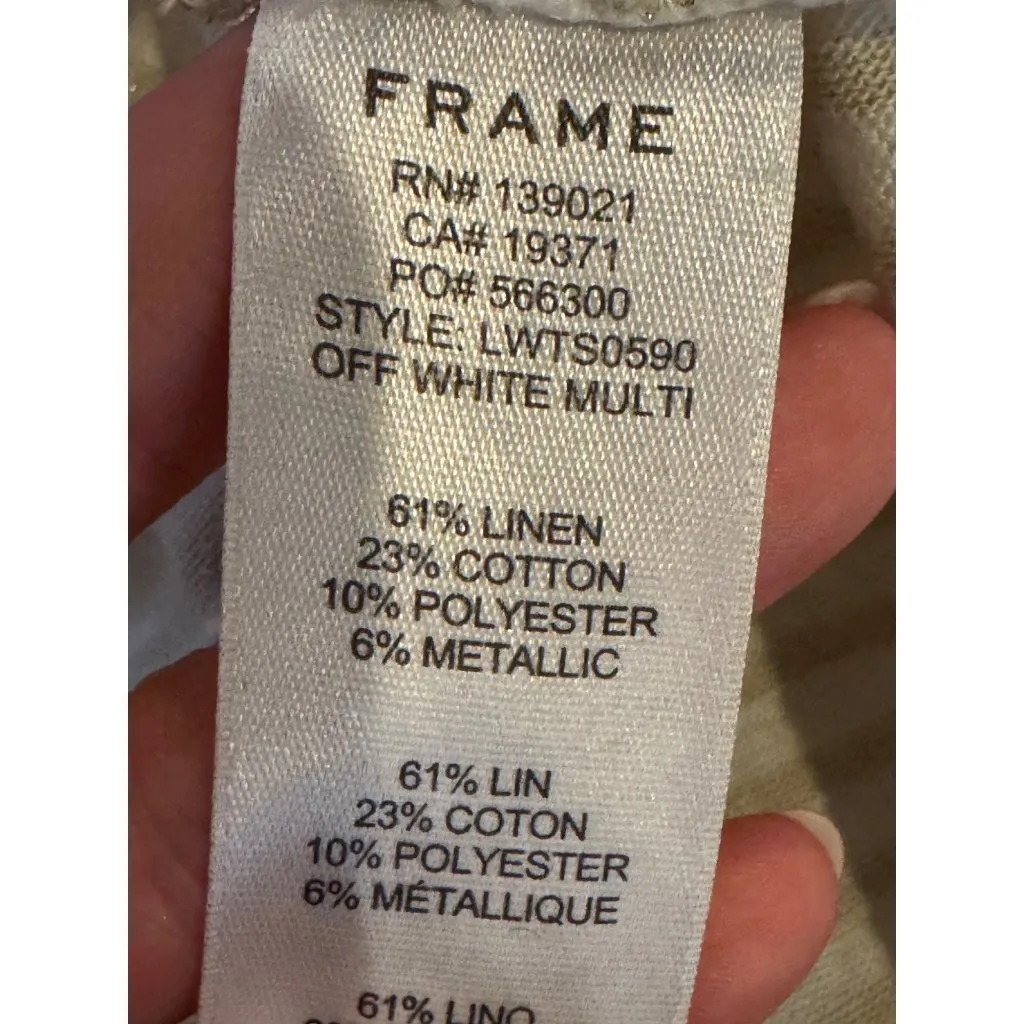 FRAME
RN# 139021
CA# 19371
PO# 566300
STYLE: LWTS0590
OFF WHITE MULTI
61% LINEN
23% COTTON
10% POLYESTER
6% METALLIC
61% LIN
23% COTON
10% POLYESTER
6% MÉTALLIQUE
61% LINO